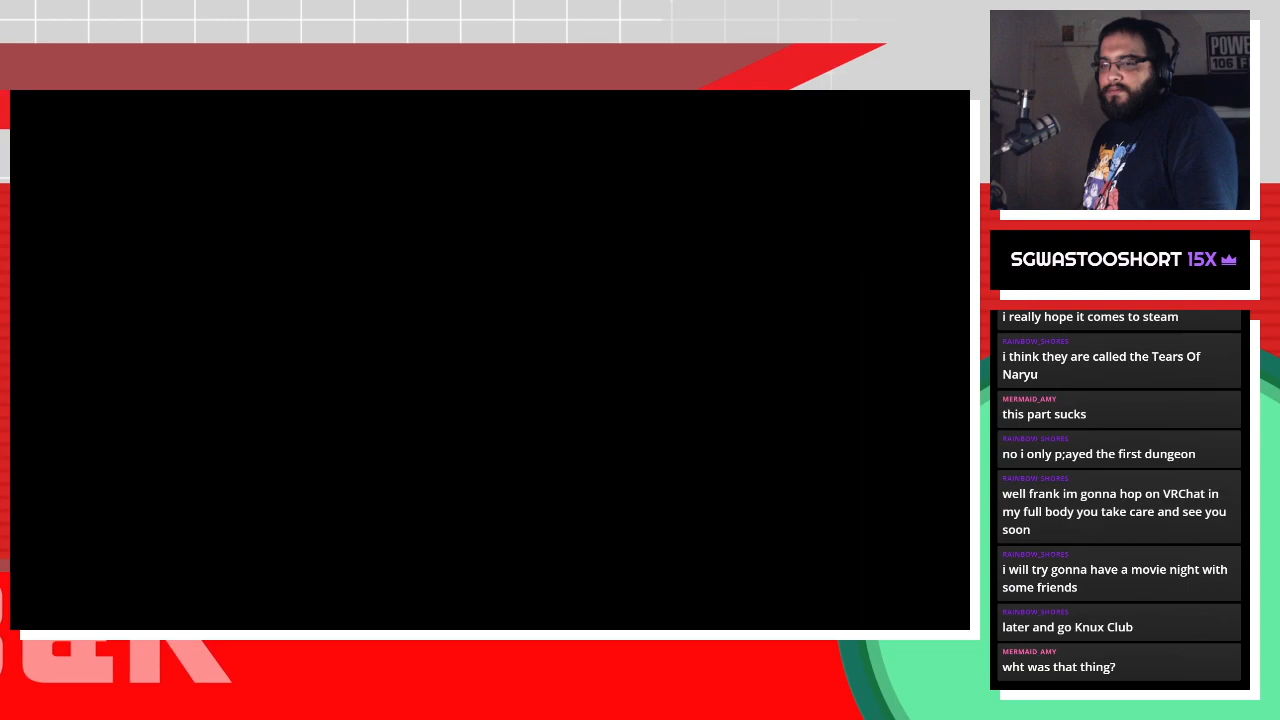 POWE
106 F
SGWASTOOSHORT 15X
i really hope it comes to steam
RAINBOW_SHORES
i think they are called the Tears Of
Naryu
MERMAID_AMY
this part sucks
RAINBOW_SHORES
no i only p;ayed the first dungeon
RAINBOW_SHORES
well frank im gonna hop on VRChat in
my full body you take care and see you
soon
RAINBOW_SHORES
i will try gonna have a movie night with
some friends
RAINBOW_SHORES
later and go Knux Club
MERMAID_AMY
wht was that thing?